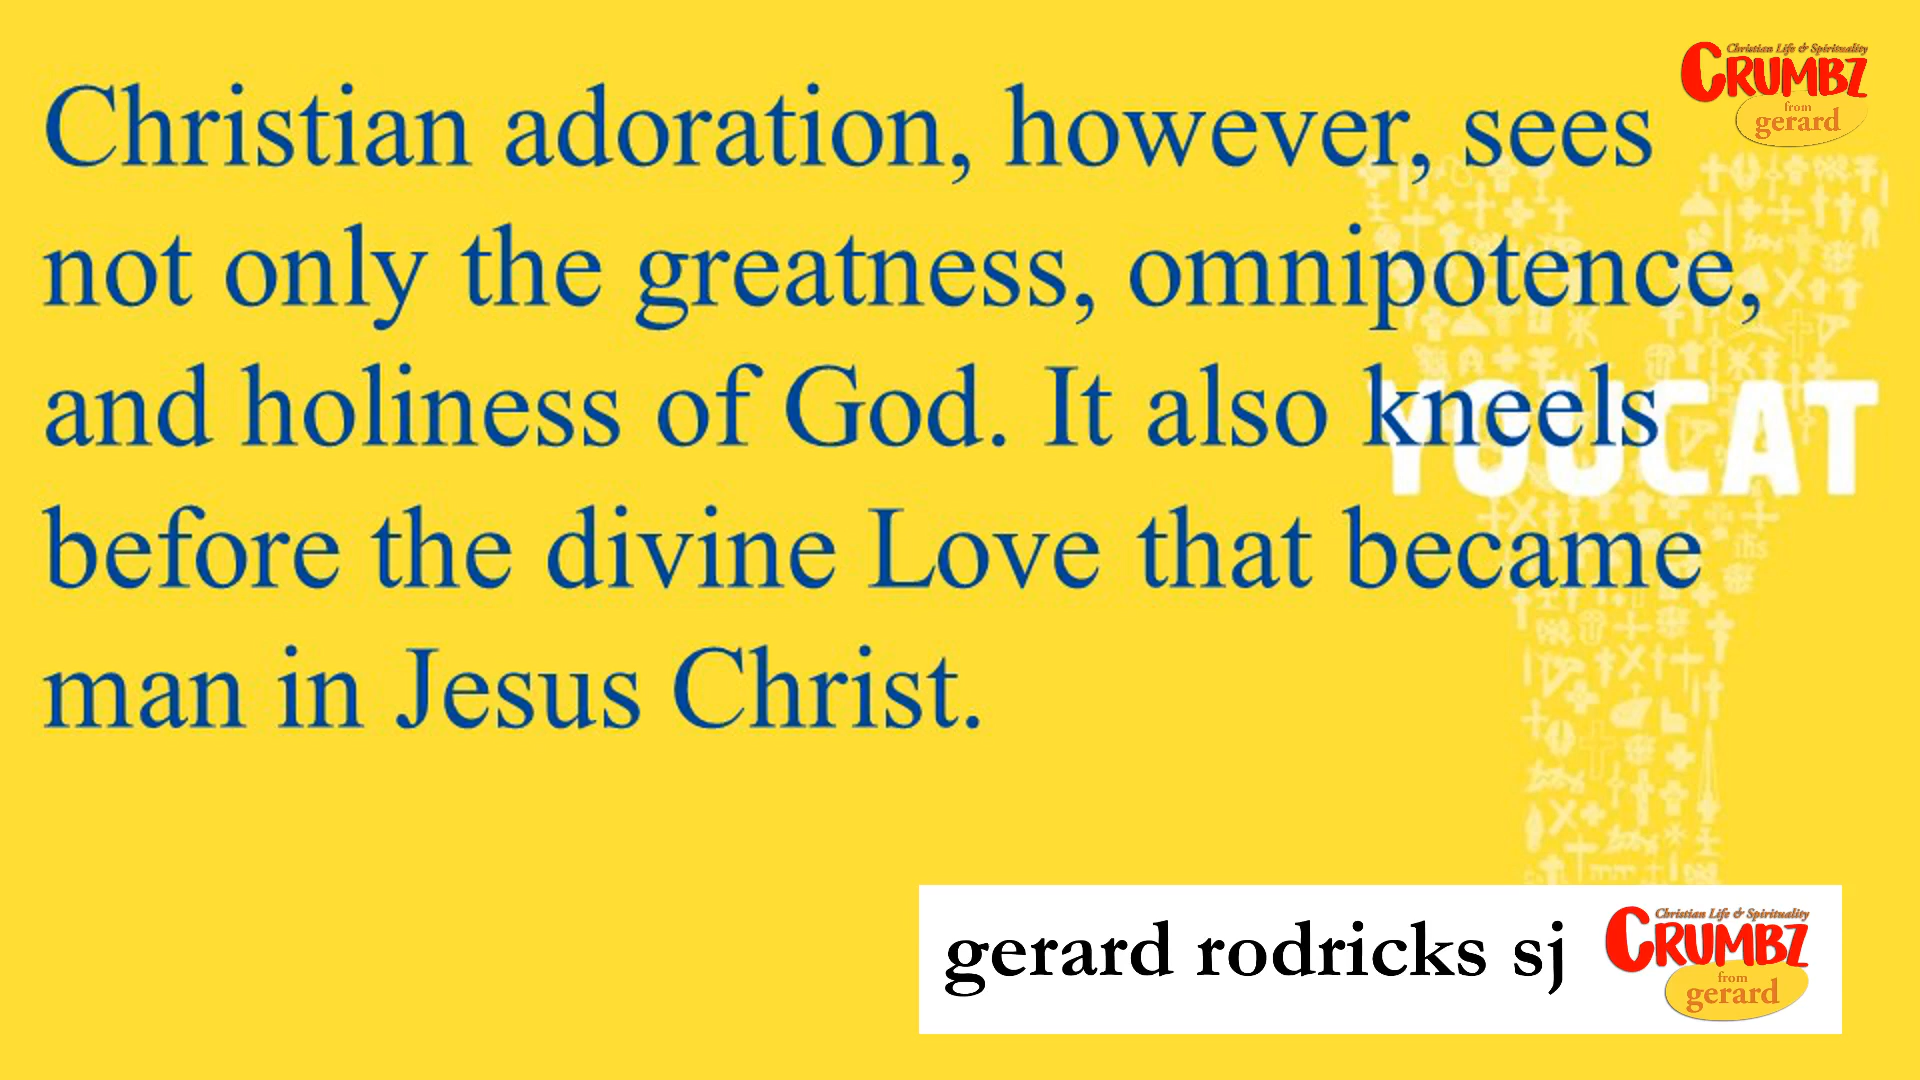 Christian Life & Spirituality
CRUMBZ
from
gerard
Christian adoration, however, sees
not only the greatness, omnipotence,
and holiness of God. It also kneels
before the divine Love that became
man in Jesus Christ.
YOUCAT
ihs
gerard rodricks sj
Christian Life & Spirituality
CRUMBZ
from
gerard